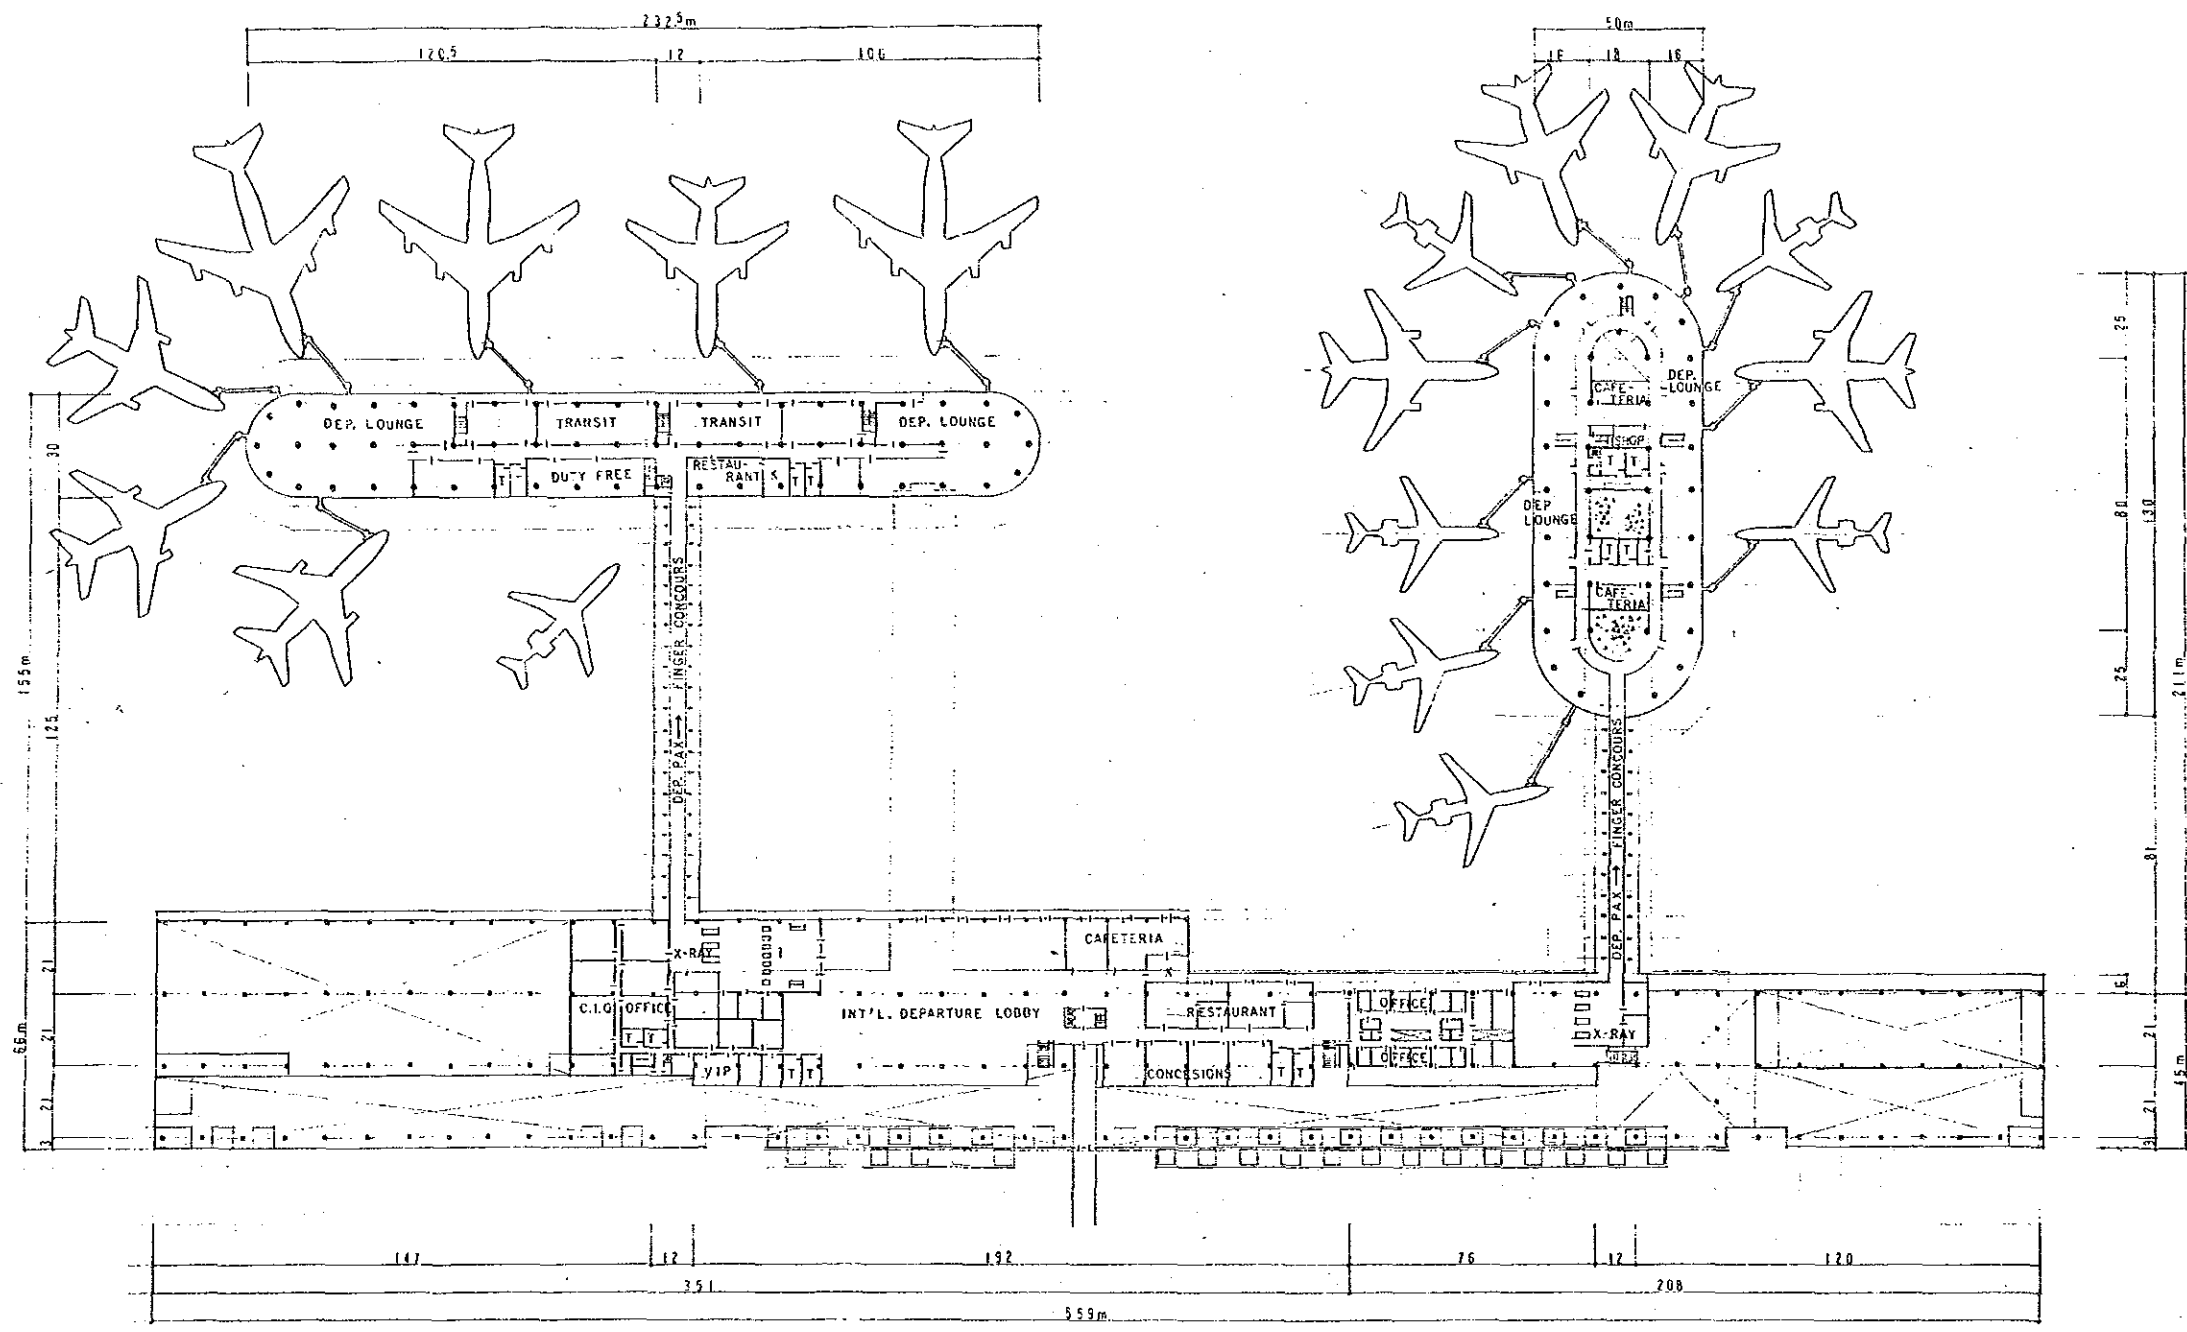 232.5m
120.5
12
50m
18
16
DEP. LOUNGE
TRANSIT
TRANSIT
DEP. LOUNGE
DUTY FREE
RESTAU-
RANT
K
T
T
T
DEP. PAX → FINGER CONCOURS
155m
30
125
CAFE-
TERIA
DEP.
LOUNGE
SHOP
T
T
DEP
LOUNGE
T
T
CAFE-
TERIA
DEP. PAX → FINGER CONCOURS
25
80
25
130
211m
81
X-RAY
CAFETERIA
K
C.I.Q. OFFICE
T
T
INT'L. DEPARTURE LOBBY
RESTAURANT
OFFICE
OFFICE
X-RAY
VIP
T
T
CONCESIONS
T
T
66m
21
21
21
3
6
21
21
3
45m
147
12
192
76
12
120
351
208
559m